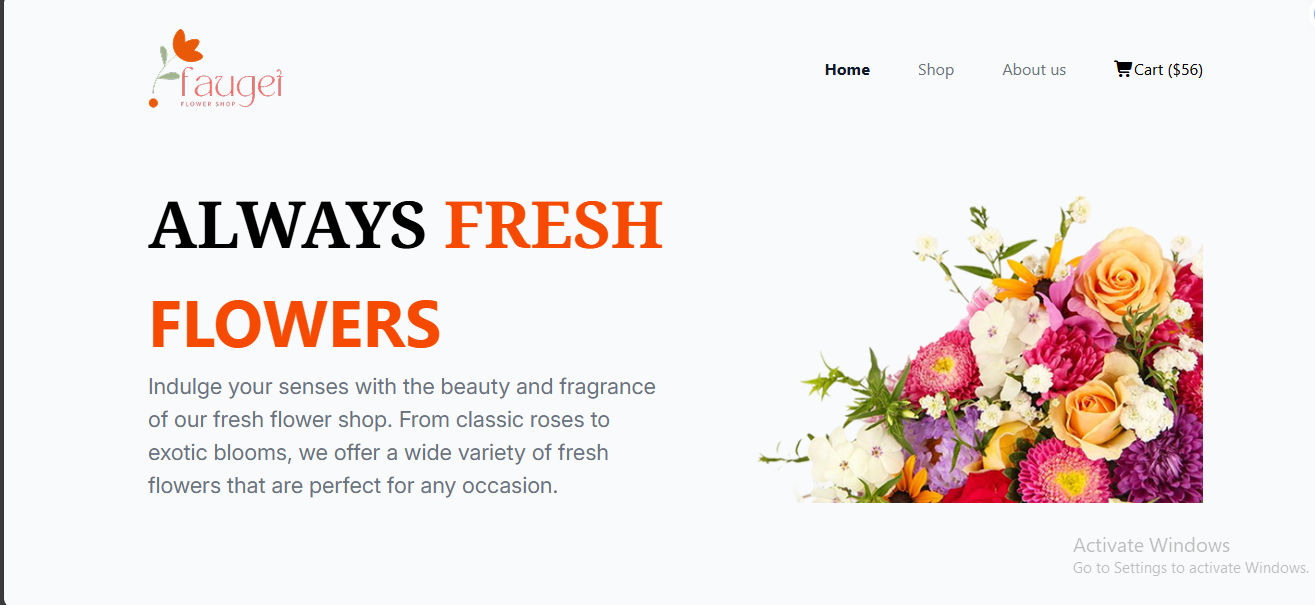 fauget
FLOWER SHOP
Home Shop About us Cart ($56)
ALWAYS FRESH
FLOWERS
Indulge your senses with the beauty and fragrance
of our fresh flower shop. From classic roses to
exotic blooms, we offer a wide variety of fresh
flowers that are perfect for any occasion.
Activate Windows
Go to Settings to activate Windows.